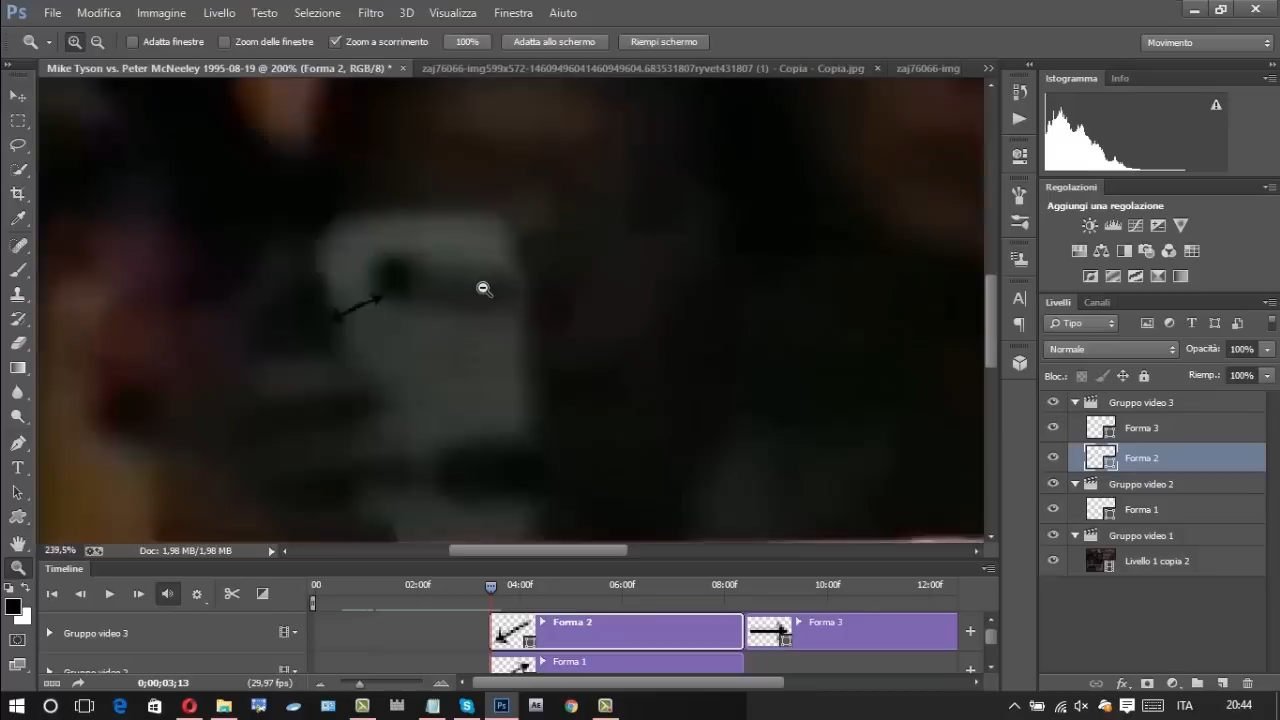 Ps File Modifica Immagine Livello Testo Selezione Filtro 3D Visualizza Finestra Aiuto
Adatta finestre Zoom delle finestre Zoom a scorrimento 100% Adatta allo schermo Riempi schermo Movimento
Mike Tyson vs. Peter McNeeley 1995-08-19 @ 200% (Forma 2, RGB/8) * × zaj76066-img599x572-1460949604146094​9604.683531807ryvet431807 (1) - Copia - Copia.jpg × zaj76066-img
Istogramma Info
Regolazioni
Aggiungi una regolazione
Livelli Canali
Tipo
Normale Opacità: 100%
Bloc.: Riemp.: 100%
Gruppo video 3
Forma 3
Forma 2
Gruppo video 2
Forma 1
Gruppo video 1
Livello 1 copia 2
239,5% Doc: 1,98 MB/1,98 MB
Timeline
00 02:00f 04:00f 06:00f 08:00f 10:00f 12:00f
Gruppo video 3 Forma 2 Forma 3
Gruppo video 2 Forma 1
0;00;03;13 (29,97 fps)
ITA 20:44